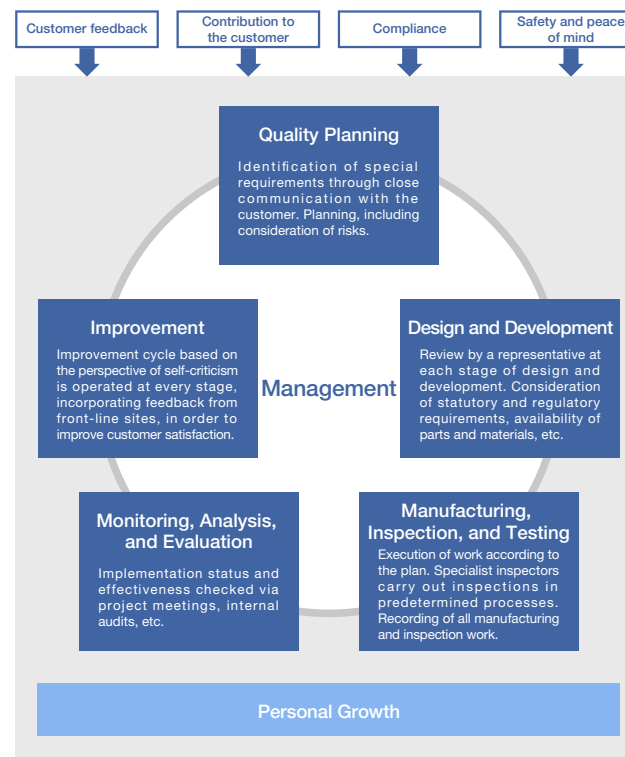 Customer feedback
Contribution to
the customer
Compliance
Safety and peace
of mind
Quality Planning
Identification of special
requirements through close
communication with the
customer. Planning, including
consideration of risks.
Improvement
Improvement cycle based on
the perspective of self-criticism
is operated at every stage,
incorporating feedback from
front-line sites, in order to
improve customer satisfaction.
Management
Design and Development
Review by a representative at
each stage of design and
development. Consideration
of statutory and regulatory
requirements, availability of
parts and materials, etc.
Monitoring, Analysis,
and Evaluation
Implementation status and
effectiveness checked via
project meetings, internal
audits, etc.
Manufacturing,
Inspection, and Testing
Execution of work according to
the plan. Specialist inspectors
carry out inspections in
predetermined processes.
Recording of all manufacturing
and inspection work.
Personal Growth